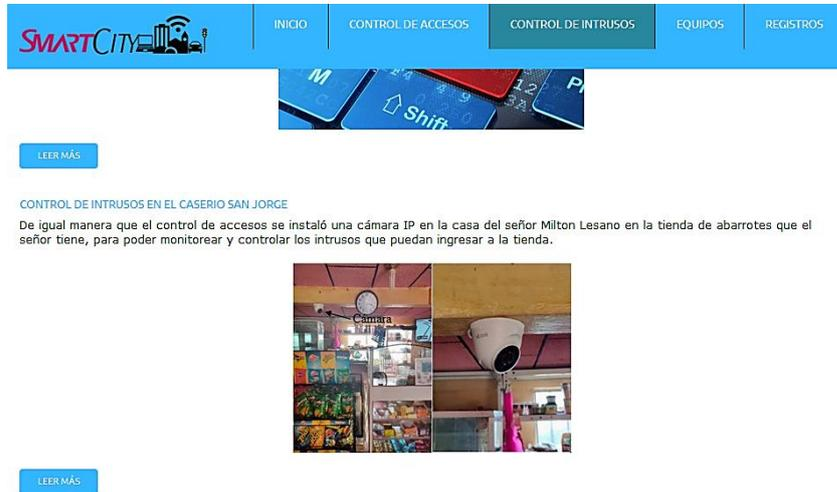 SMARTCITY
INICIO
CONTROL DE ACCESOS
CONTROL DE INTRUSOS
EQUIPOS
REGISTROS
M
Shift
12
LEER MÁS
CONTROL DE INTRUSOS EN EL CASERIO SAN JORGE
De igual manera que el control de accesos se instaló una cámara IP en la casa del señor Milton Lesano en la tienda de abarrotes que el
señor tiene, para poder monitorear y controlar los intrusos que puedan ingresar a la tienda.
Cámara
LEER MÁS